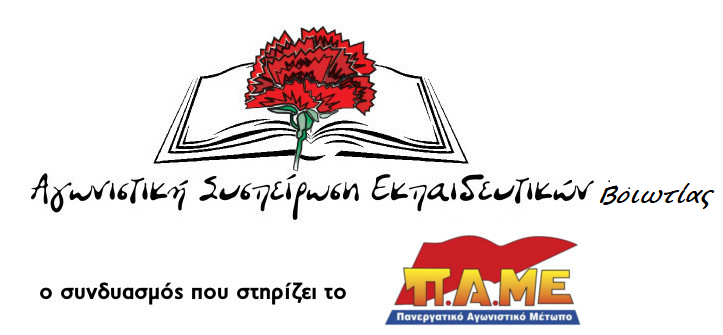 Αγωνιστική Συσπείρωση Εκπαιδευτικών Βοιωτίας
ο συνδυασμός που στηρίζει το
Π.Α.ΜΕ
Πανεργατικό Αγωνιστικό Μέτωπο